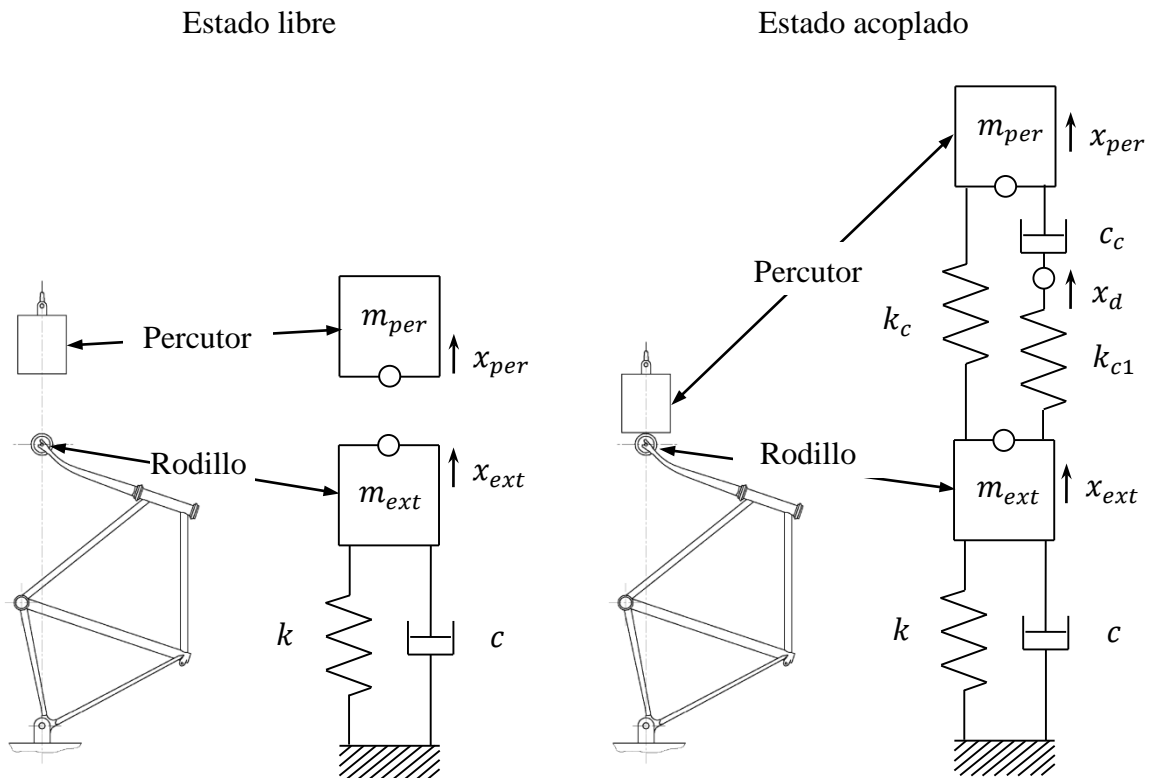 Estado libre
Estado acoplado
m_per
x_per
c_c
Percutor
x_d
k_c
k_c1
Percutor
m_per
x_per
Rodillo
m_ext
x_ext
Rodillo
m_ext
x_ext
k
c
k
c